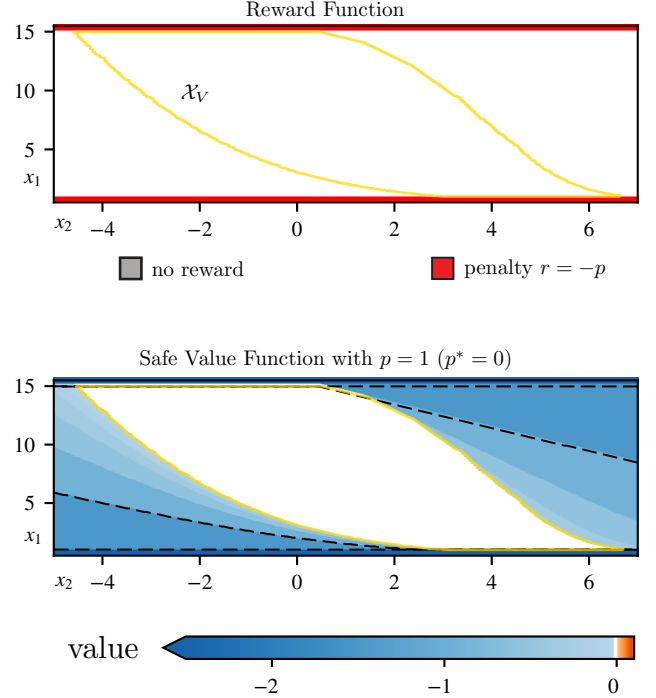 Reward Function
15
10
5
x₁
𝒳_V
x₂ −4 −2 0 2 4 6
no reward penalty r = −p
Safe Value Function with p = 1 (p* = 0)
15
10
5
x₁
x₂ −4 −2 0 2 4 6
value
−2 −1 0